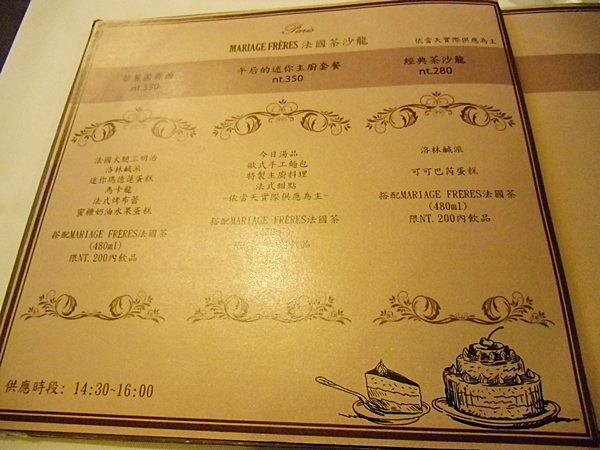 Paris
MARIAGE FRÈRES 法國茶沙龍
依當天實際供應為主
nt.330
午后的迷你主廚套餐
nt.350
經典茶沙龍
nt.280
法國火腿三明治
洛林鹹派
迷你瑪德蓮蛋糕
馬卡龍
法式烤布蕾
蜜糖奶油水果蛋糕
搭配MARIAGE FRÈRES法國茶
(480ml)
限NT.200內飲品
今日湯品
歐式手工麵包
特製主廚料理
法式甜點
-依當天實際供應為主-
搭配MARIAGE FRÈRES法國茶
洛林鹹派
可可巴芮蛋糕
搭配MARIAGE FRÈRES法國茶
(480ml)
限NT.200內飲品
供應時段: 14:30~16:00